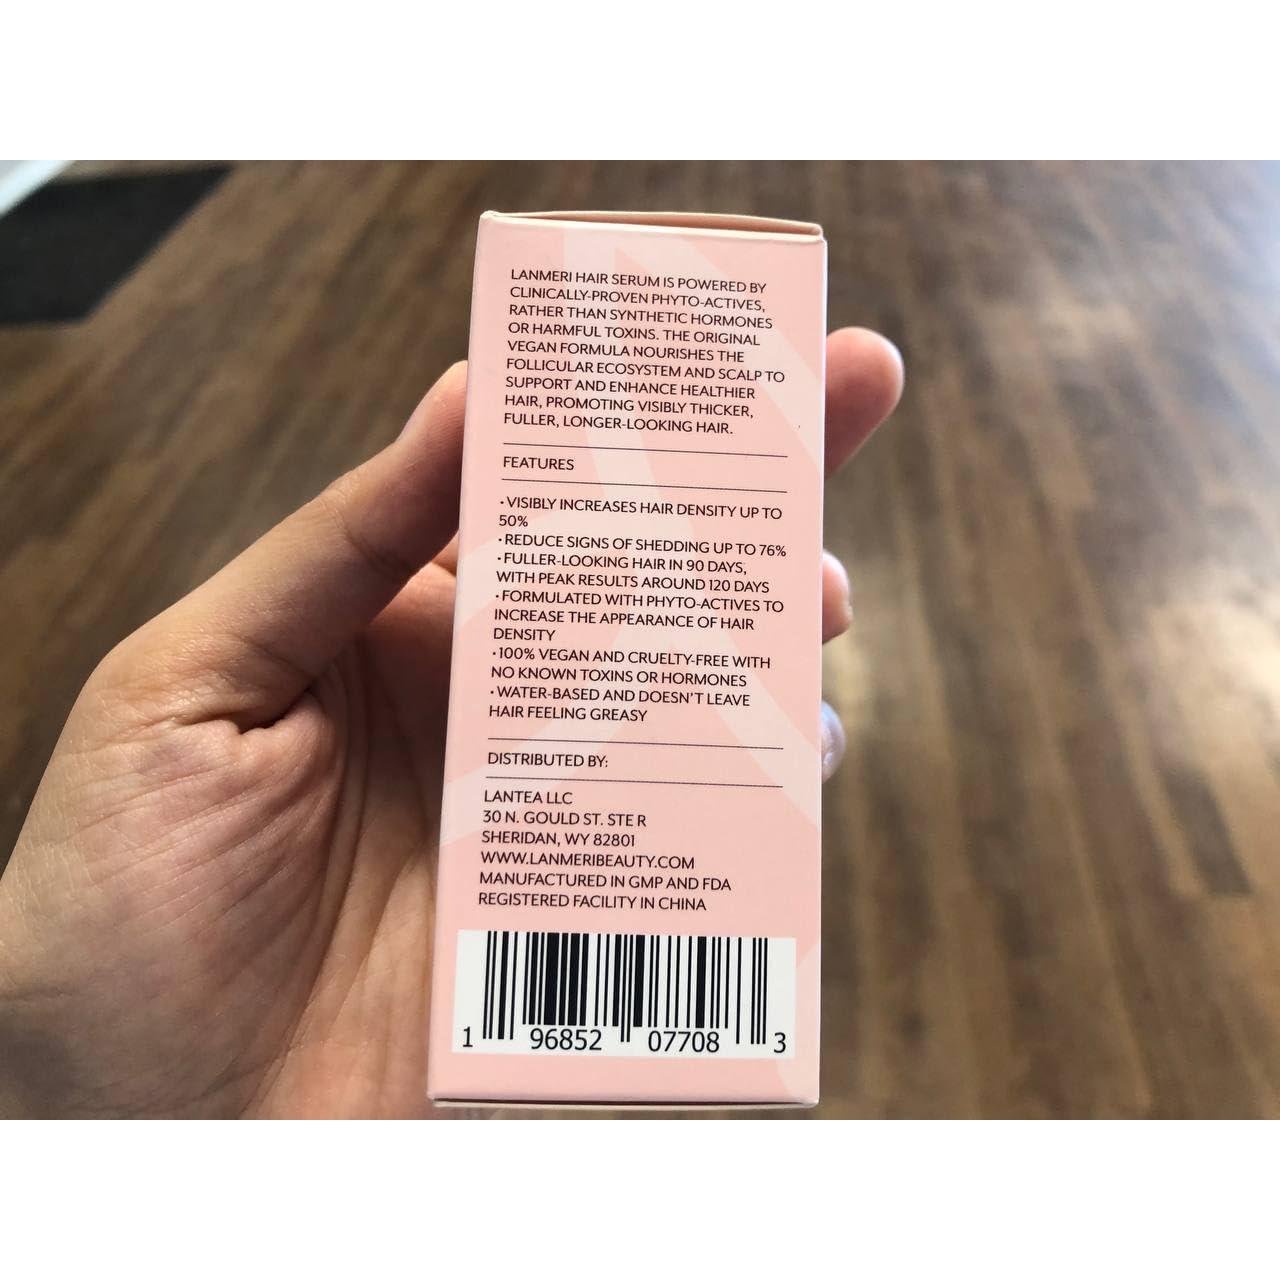 LANMERI HAIR SERUM IS POWERED BY
CLINICALLY-PROVEN PHYTO-ACTIVES,
RATHER THAN SYNTHETIC HORMONES
OR HARMFUL TOXINS. THE ORIGINAL
VEGAN FORMULA NOURISHES THE
FOLLICULAR ECOSYSTEM AND SCALP TO
SUPPORT AND ENHANCE HEALTHIER
HAIR, PROMOTING VISIBLY THICKER,
FULLER, LONGER-LOOKING HAIR.
FEATURES
• VISIBLY INCREASES HAIR DENSITY UP TO
50%
• REDUCE SIGNS OF SHEDDING UP TO 76%
• FULLER-LOOKING HAIR IN 90 DAYS,
WITH PEAK RESULTS AROUND 120 DAYS
• FORMULATED WITH PHYTO-ACTIVES TO
INCREASE THE APPEARANCE OF HAIR
DENSITY
• 100% VEGAN AND CRUELTY-FREE WITH
NO KNOWN TOXINS OR HORMONES
• WATER-BASED AND DOESN'T LEAVE
HAIR FEELING GREASY
DISTRIBUTED BY:
LANTEA LLC
30 N. GOULD ST. STE R
SHERIDAN, WY 82801
WWW.LANMERIBEAUTY.COM
MANUFACTURED IN GMP AND FDA
REGISTERED FACILITY IN CHINA
1 96852 07708 3